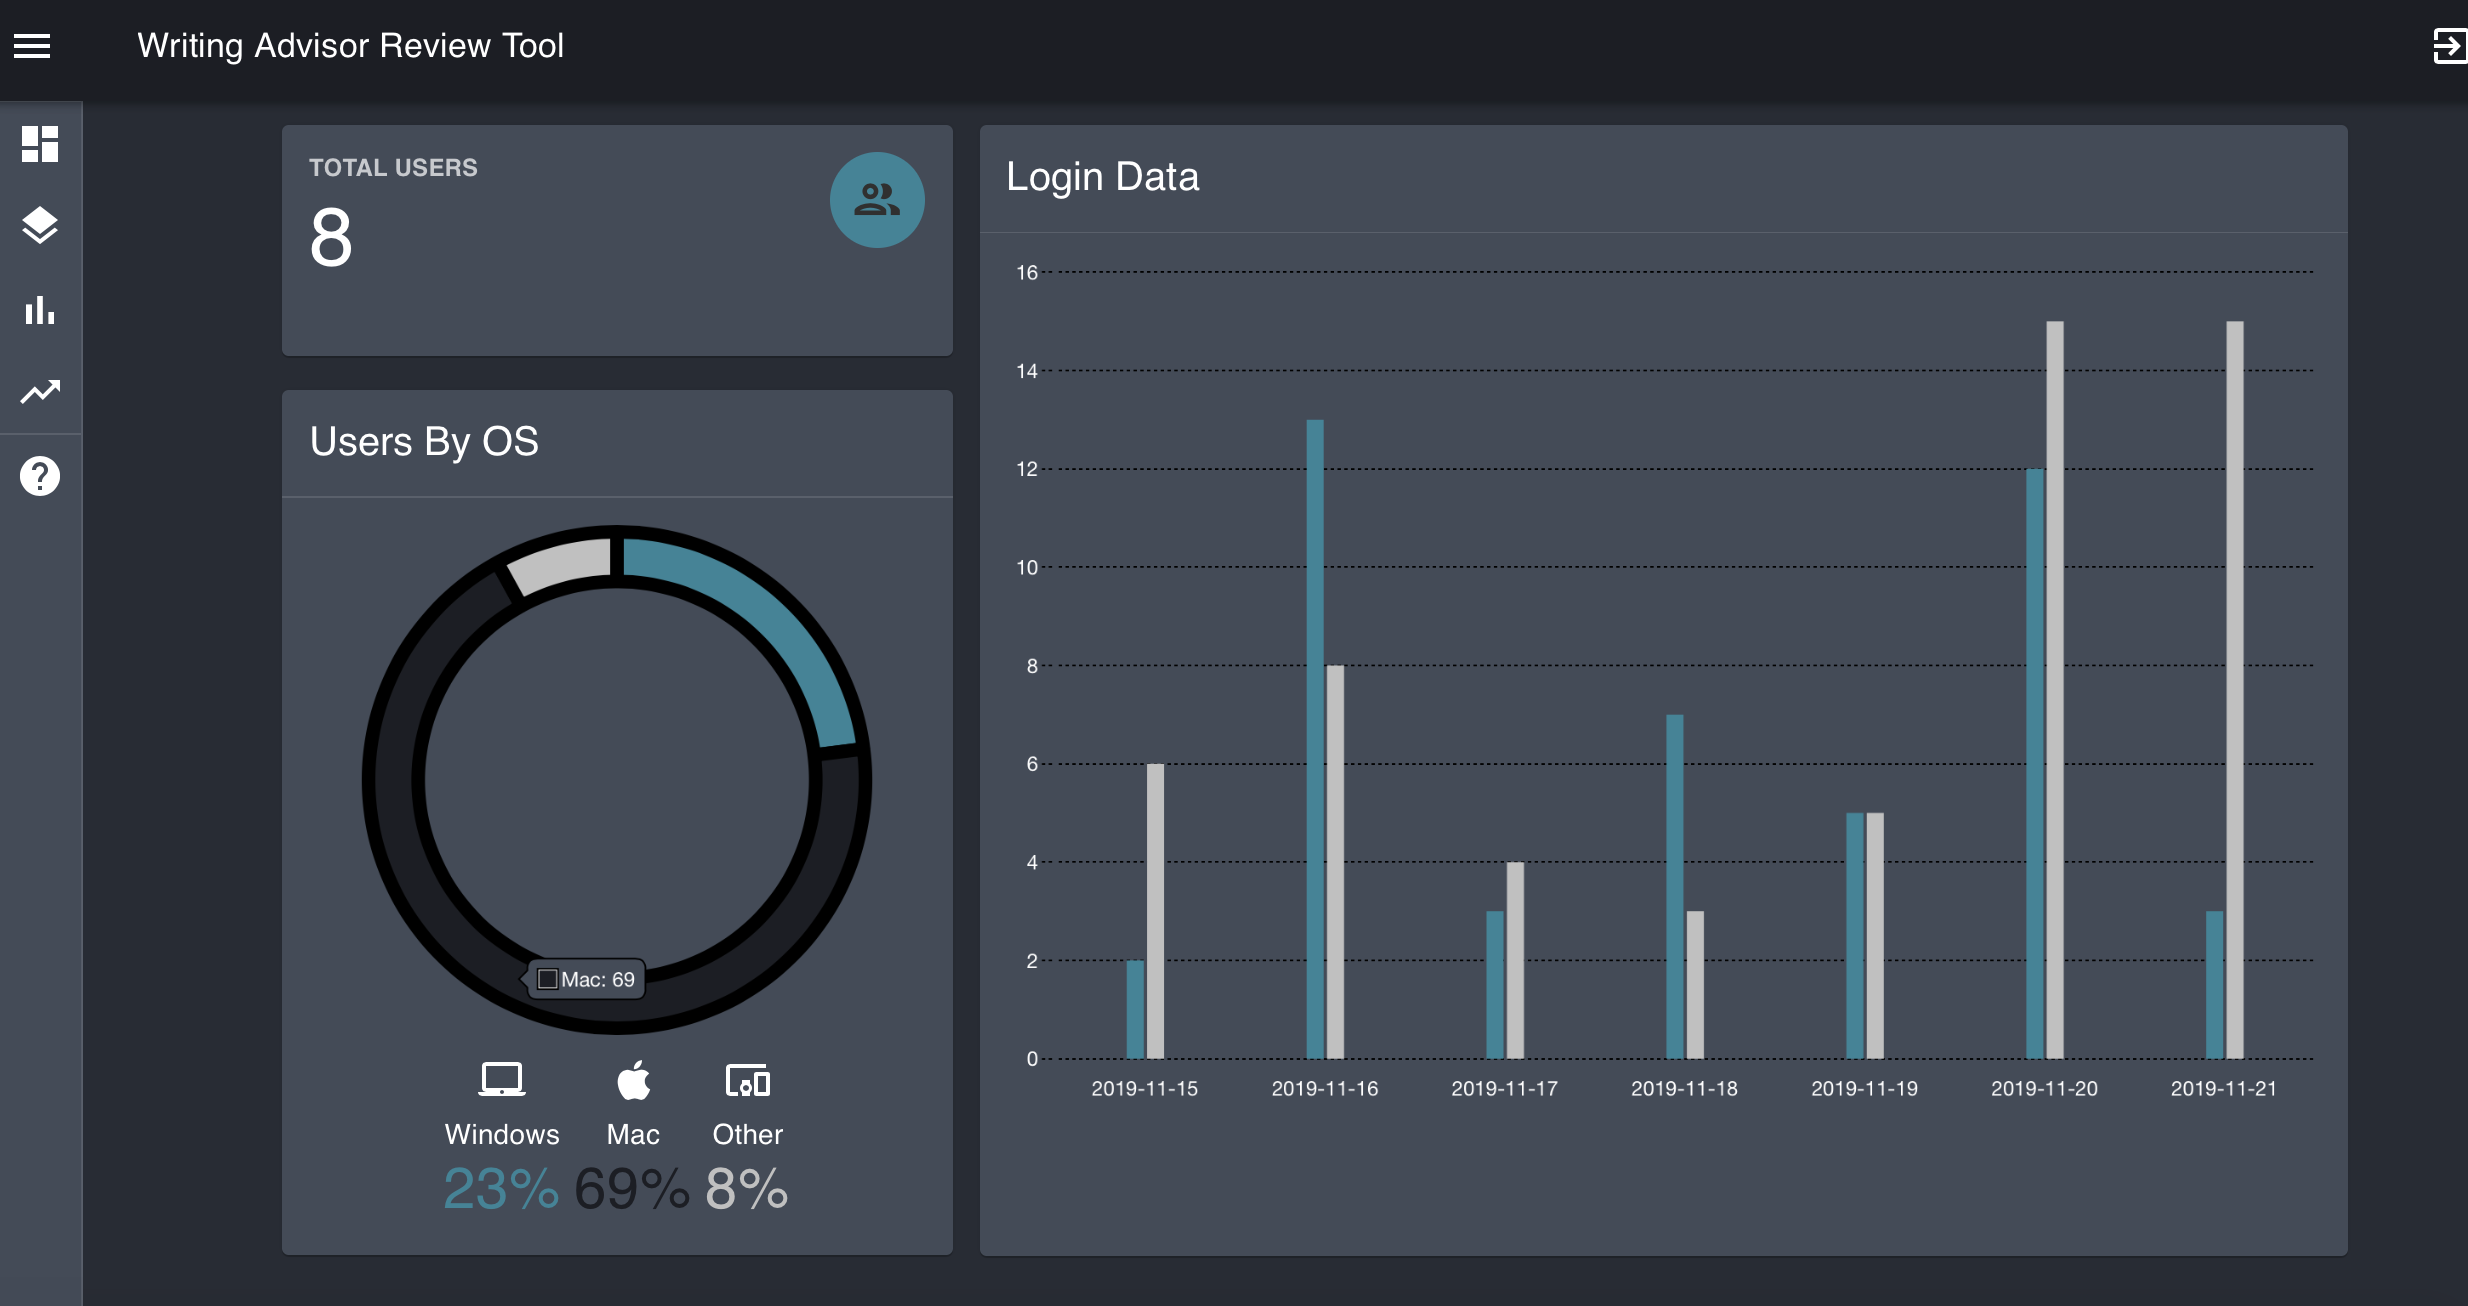 Writing Advisor Review Tool
TOTAL USERS
8
Users By OS
Mac: 69
Windows Mac Other
23% 69% 8%
Login Data
16
14
12
10
8
6
4
2
0
2019-11-15 2019-11-16 2019-11-17 2019-11-18 2019-11-19 2019-11-20 2019-11-21